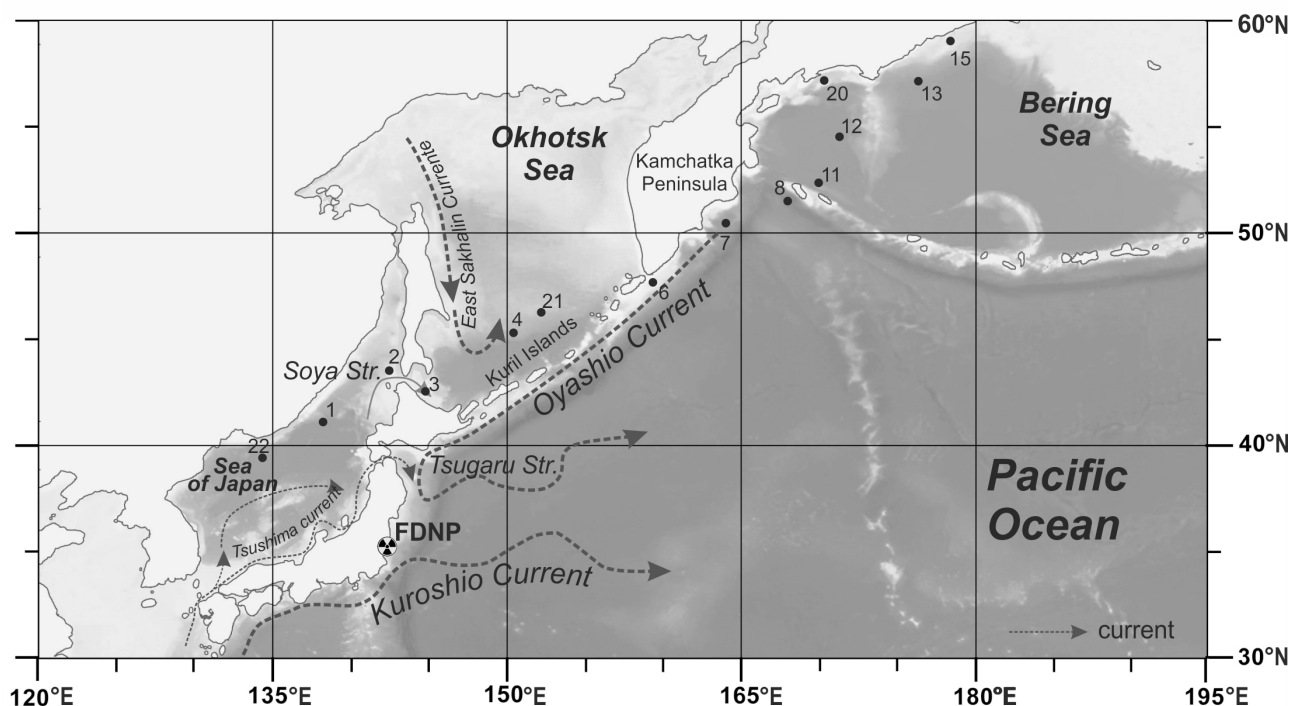 60°N
15
20
13
Bering
Sea
Okhotsk
Sea
12
East Sakhalin Currente
Kamchatka
Peninsula
11
8
7
50°N
6
21
4
Kuril Islands
Oyashio Current
Soya Str.
2
3
1
22
40°N
Sea
of Japan
Tsugaru Str.
Pacific
Ocean
Tsushima current
FDNP
Kuroshio Current
current
30°N
120°E
135°E
150°E
165°E
180°E
195°E